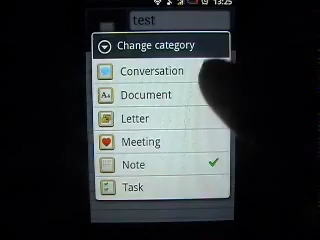 13:25
test
Change category
Conversation
Document
Letter
Meeting
Note
Task